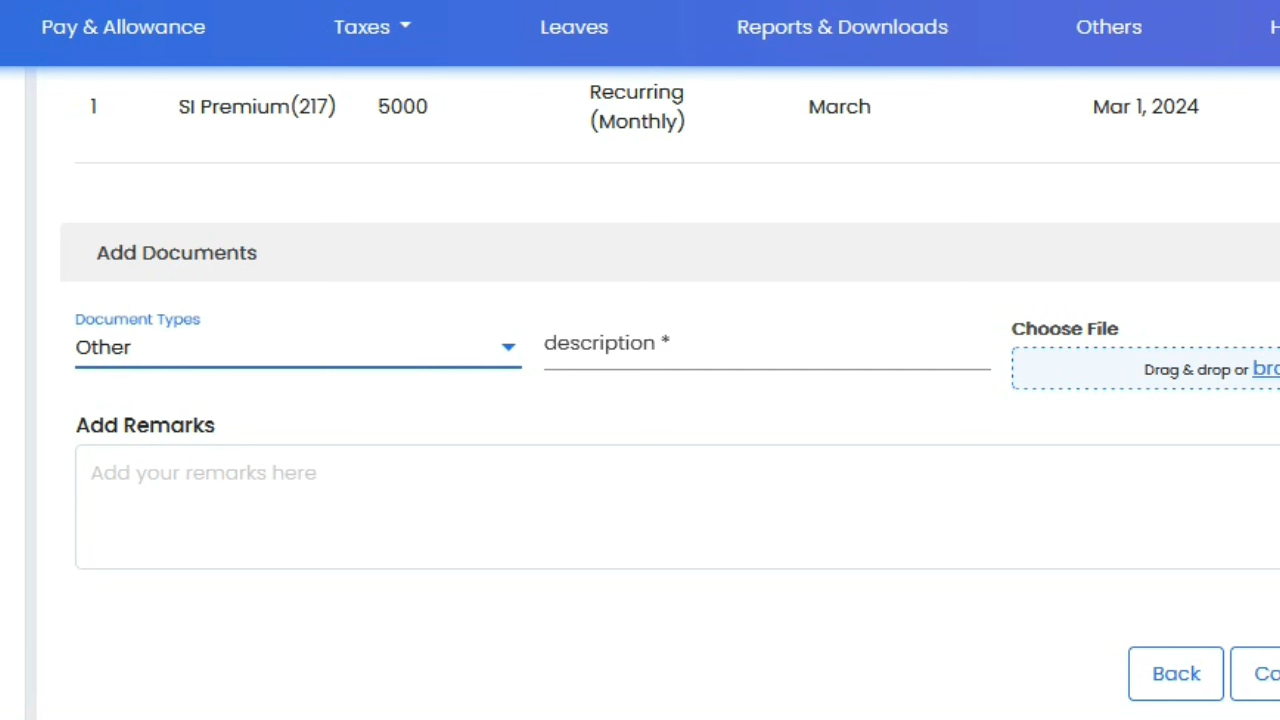 Pay & Allowance Taxes Leaves Reports & Downloads Others
1 SI Premium(217) 5000 Recurring (Monthly) March Mar 1, 2024
Add Documents
Document Types
Other
description *
Choose File
Drag & drop or
Add Remarks
Add your remarks here
Back